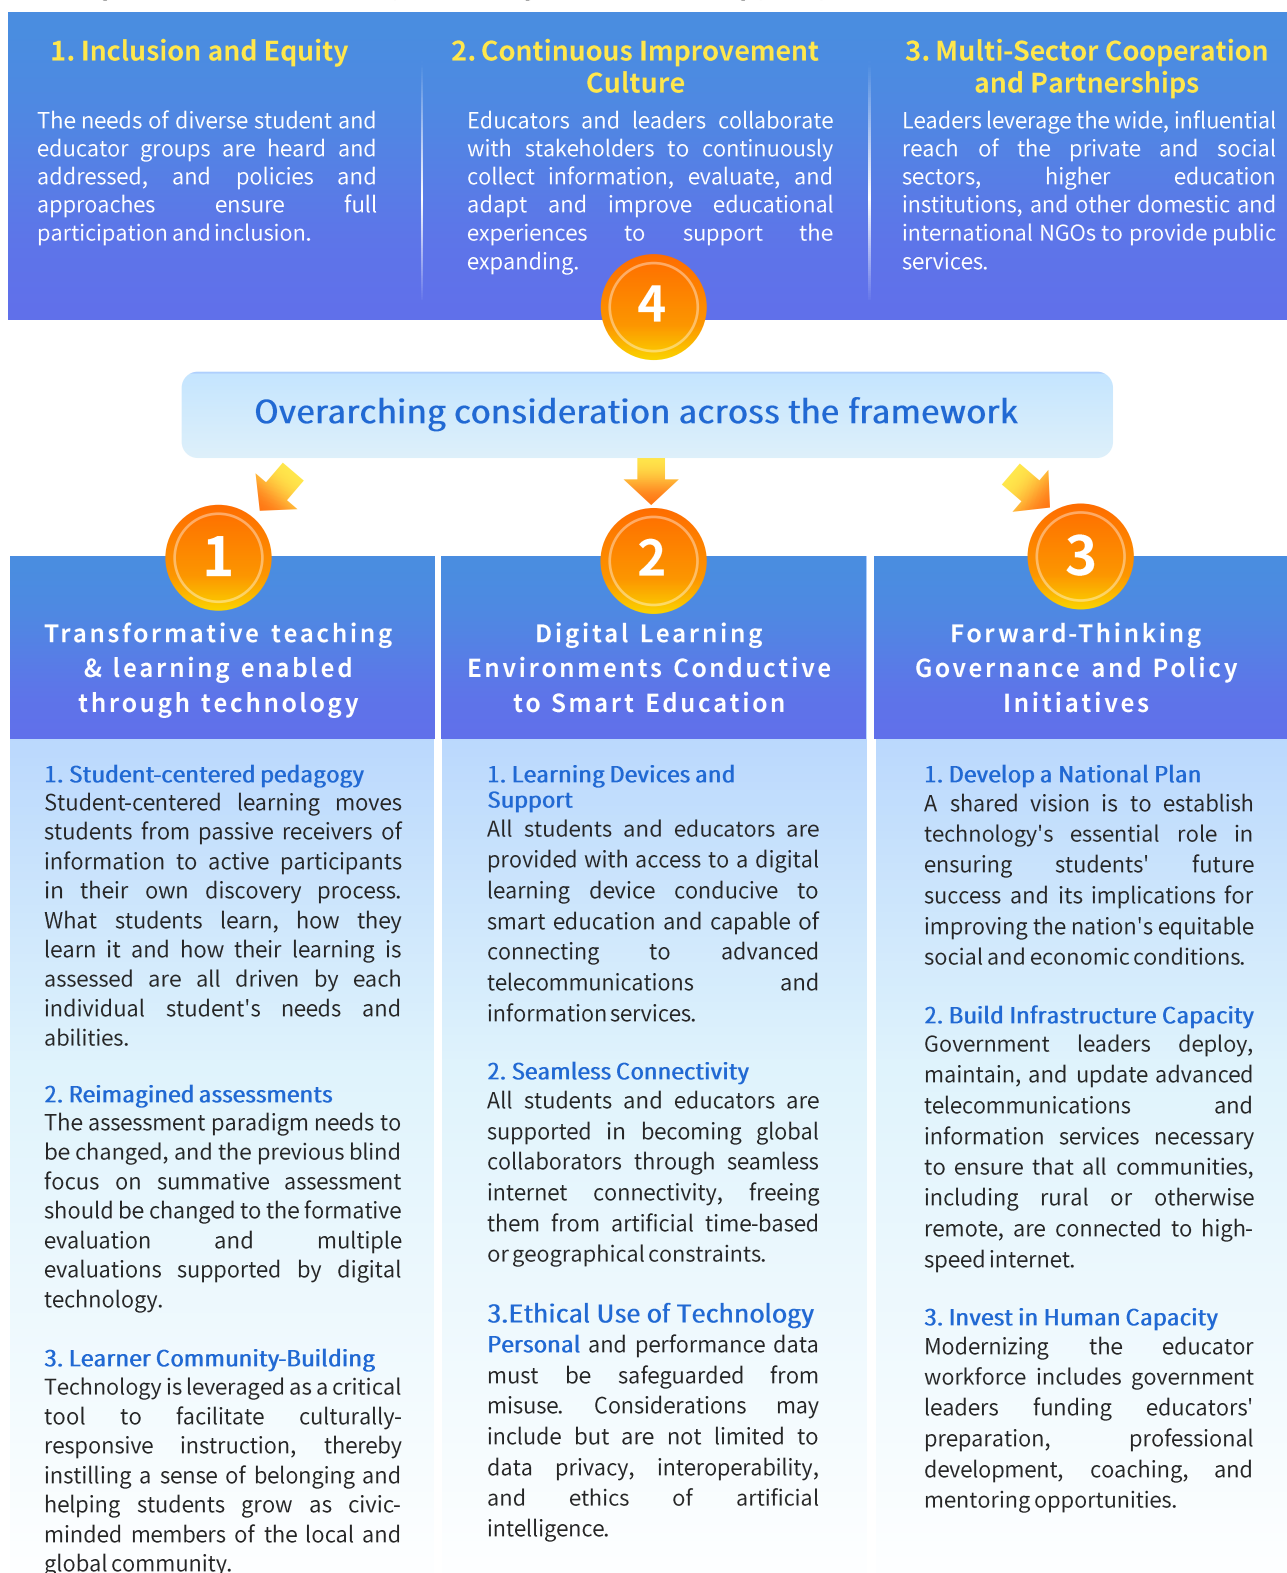 1. Inclusion and Equity
The needs of diverse student and
educator groups are heard and
addressed, and policies and
approaches ensure full
participation and inclusion.
2. Continuous Improvement
Culture
Educators and leaders collaborate
with stakeholders to continuously
collect information, evaluate, and
adapt and improve educational
experiences to support the
expanding.
3. Multi-Sector Cooperation
and Partnerships
Leaders leverage the wide, influential
reach of the private and social
sectors, higher education
institutions, and other domestic and
international NGOs to provide public
services.
4
Overarching consideration across the framework
1
Transformative teaching
& learning enabled
through technology
1. Student-centered pedagogy
Student-centered learning moves
students from passive receivers of
information to active participants
in their own discovery process.
What students learn, how they
learn it and how their learning is
assessed are all driven by each
individual student's needs and
abilities.
2. Reimagined assessments
The assessment paradigm needs to
be changed, and the previous blind
focus on summative assessment
should be changed to the formative
evaluation and multiple
evaluations supported by digital
technology.
3. Learner Community-Building
Technology is leveraged as a critical
tool to facilitate culturally-
responsive instruction, thereby
instilling a sense of belonging and
helping students grow as civic-
minded members of the local and
global community.
2
Digital Learning
Environments Conductive
to Smart Education
1. Learning Devices and
Support
All students and educators are
provided with access to a digital
learning device conducive to
smart education and capable of
connecting to advanced
telecommunications and
information services.
2. Seamless Connectivity
All students and educators are
supported in becoming global
collaborators through seamless
internet connectivity, freeing
them from artificial time-based
or geographical constraints.
3.Ethical Use of Technology
Personal and performance data
must be safeguarded from
misuse. Considerations may
include but are not limited to
data privacy, interoperability,
and ethics of artificial
intelligence.
3
Forward-Thinking
Governance and Policy
Initiatives
1. Develop a National Plan
A shared vision is to establish
technology's essential role in
ensuring students' future
success and its implications for
improving the nation's equitable
social and economic conditions.
2. Build Infrastructure Capacity
Government leaders deploy,
maintain, and update advanced
telecommunications and
information services necessary
to ensure that all communities,
including rural or otherwise
remote, are connected to high-
speed internet.
3. Invest in Human Capacity
Modernizing the educator
workforce includes government
leaders funding educators'
preparation, professional
development, coaching, and
mentoring opportunities.